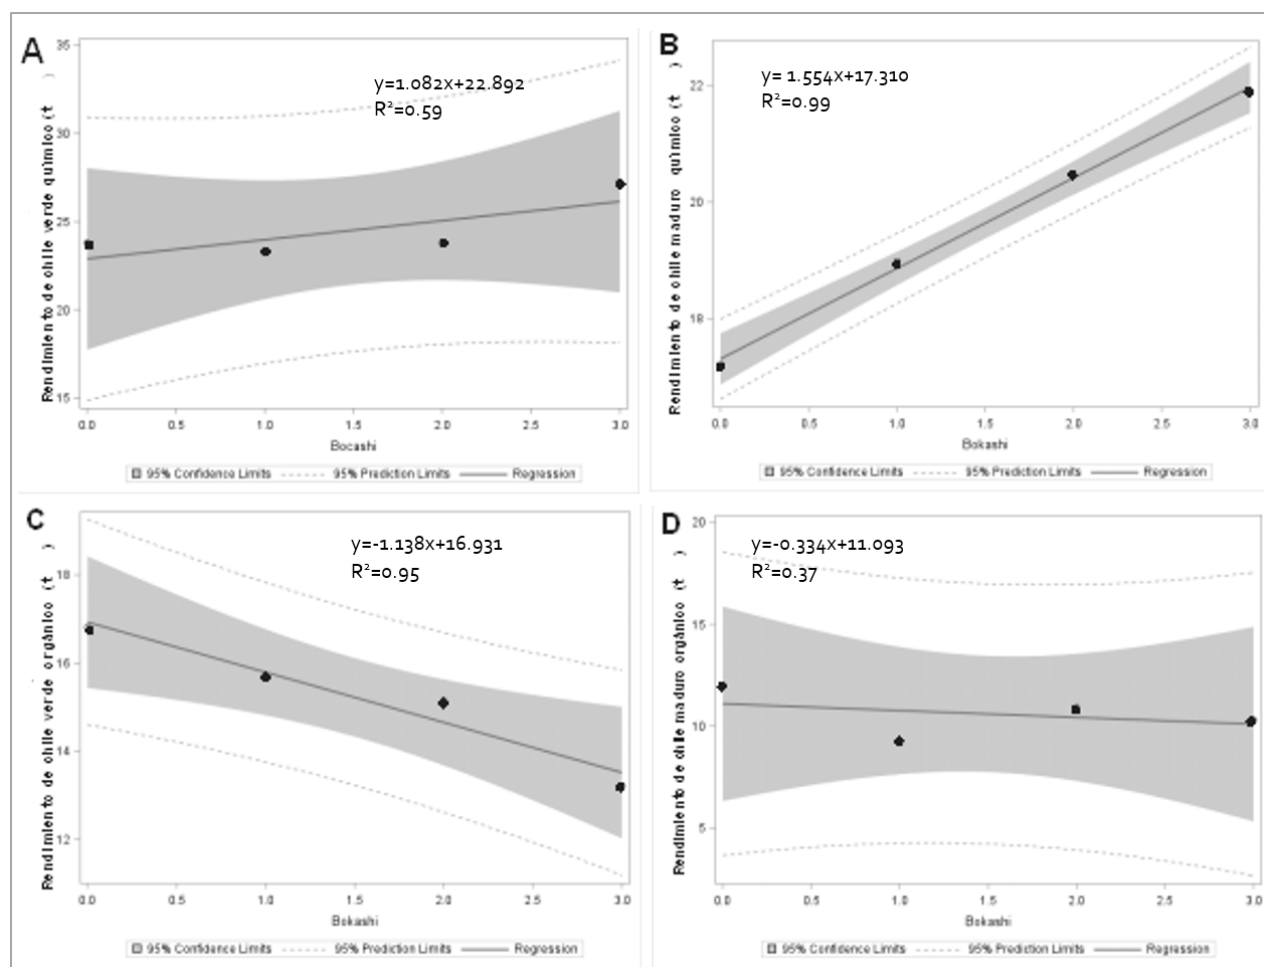 A
Rendimiento de chile verde químico (t )
35
30
25
20
15
y=1.082x+22.892
R²=0.59
0.0 0.5 1.0 1.5 2.0 2.5 3.0
Bocashi
95% Confidence Limits 95% Prediction Limits Regression
B
Rendimiento de chile maduro químico (t )
22
20
18
y= 1.554x+17.310
R²=0.99
0.0 0.5 1.0 1.5 2.0 2.5 3.0
Bokashi
95% Confidence Limits 95% Prediction Limits Regression
C
Rendimiento de chile verde orgánico (t )
18
16
14
12
y=-1.138x+16.931
R²=0.95
0.0 0.5 1.0 1.5 2.0 2.5 3.0
Bokashi
95% Confidence Limits 95% Prediction Limits Regression
D
Rendimiento de chile maduro orgánico (t )
20
15
10
5
y=-0.334x+11.093
R²=0.37
0.0 0.5 1.0 1.5 2.0 2.5 3.0
Bokashi
95% Confidence Limits 95% Prediction Limits Regression